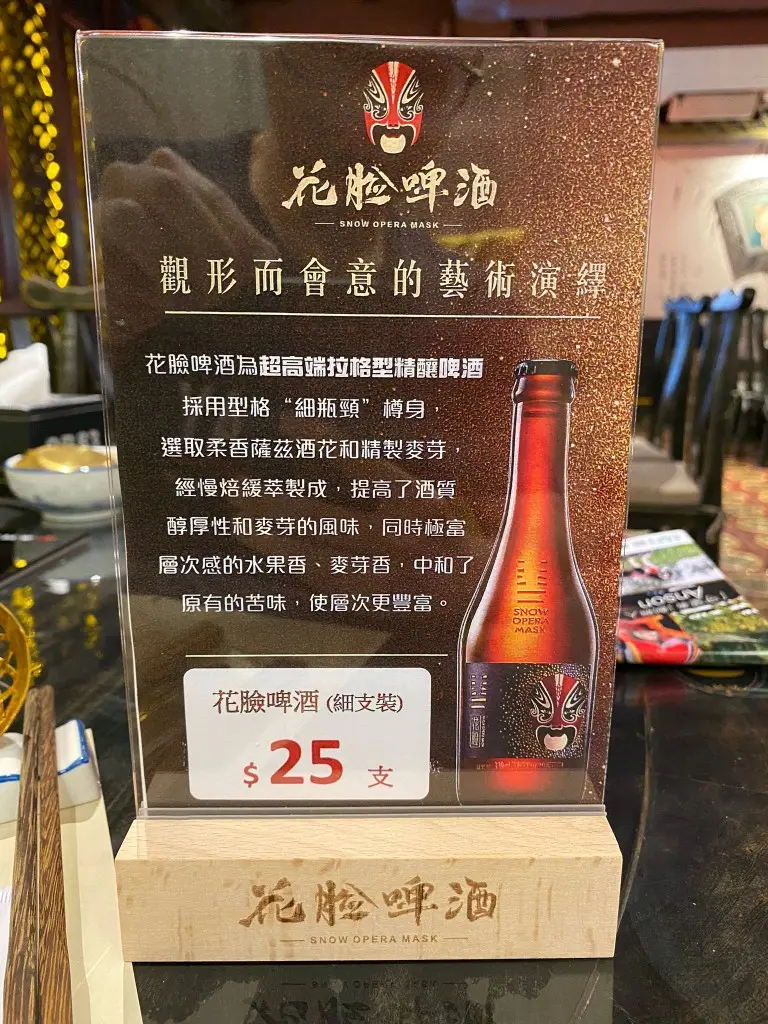 花臉啤酒
SNOW OPERA MASK
觀形而會意的藝術演繹
花臉啤酒為超高端拉格型精釀啤酒
採用型格“細瓶頸”樽身，
選取柔香薩茲酒花和精製麥芽，
經慢焙緩萃製成，提高了酒質
醇厚性和麥芽的風味，同時極富
層次感的水果香、麥芽香，中和了
原有的苦味，使層次更豐富。
SNOW
OPERA
MASK
花臉啤酒 (細支裝)
$25 支
花臉啤酒
SNOW OPERA MASK
Anson